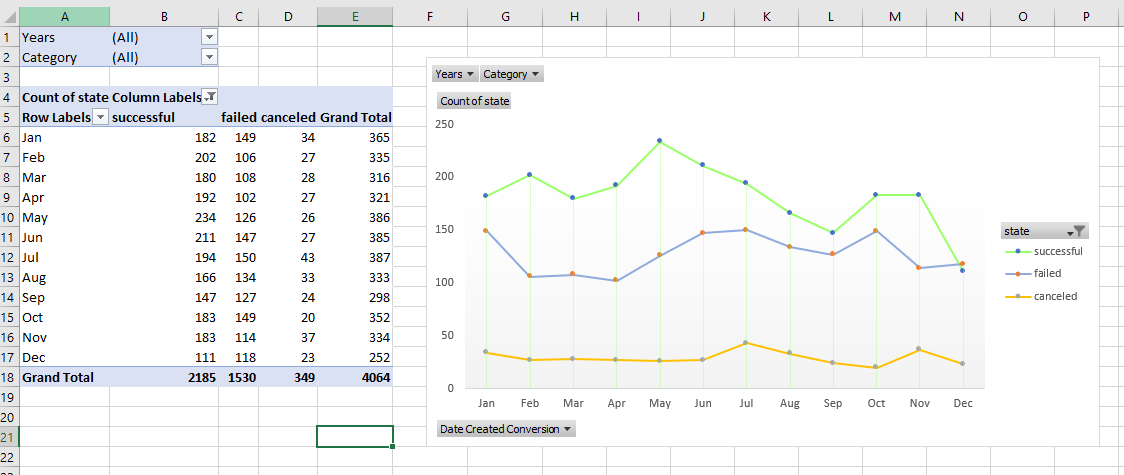 A B C D E F G H I J K L M N O P
1 Years (All)
2 Category (All)
3
4 Count of state Column Labels
5 Row Labels successful failed canceled Grand Total
6 Jan 182 149 34 365
7 Feb 202 106 27 335
8 Mar 180 108 28 316
9 Apr 192 102 27 321
10 May 234 126 26 386
11 Jun 211 147 27 385
12 Jul 194 150 43 387
13 Aug 166 134 33 333
14 Sep 147 127 24 298
15 Oct 183 149 20 352
16 Nov 183 114 37 334
17 Dec 111 118 23 252
18 Grand Total 2185 1530 349 4064
19
20
21
22
Years Category
Count of state
250
200
150
100
50
0
Jan Feb Mar Apr May Jun Jul Aug Sep Oct Nov Dec
state
successful
failed
canceled
Date Created Conversion